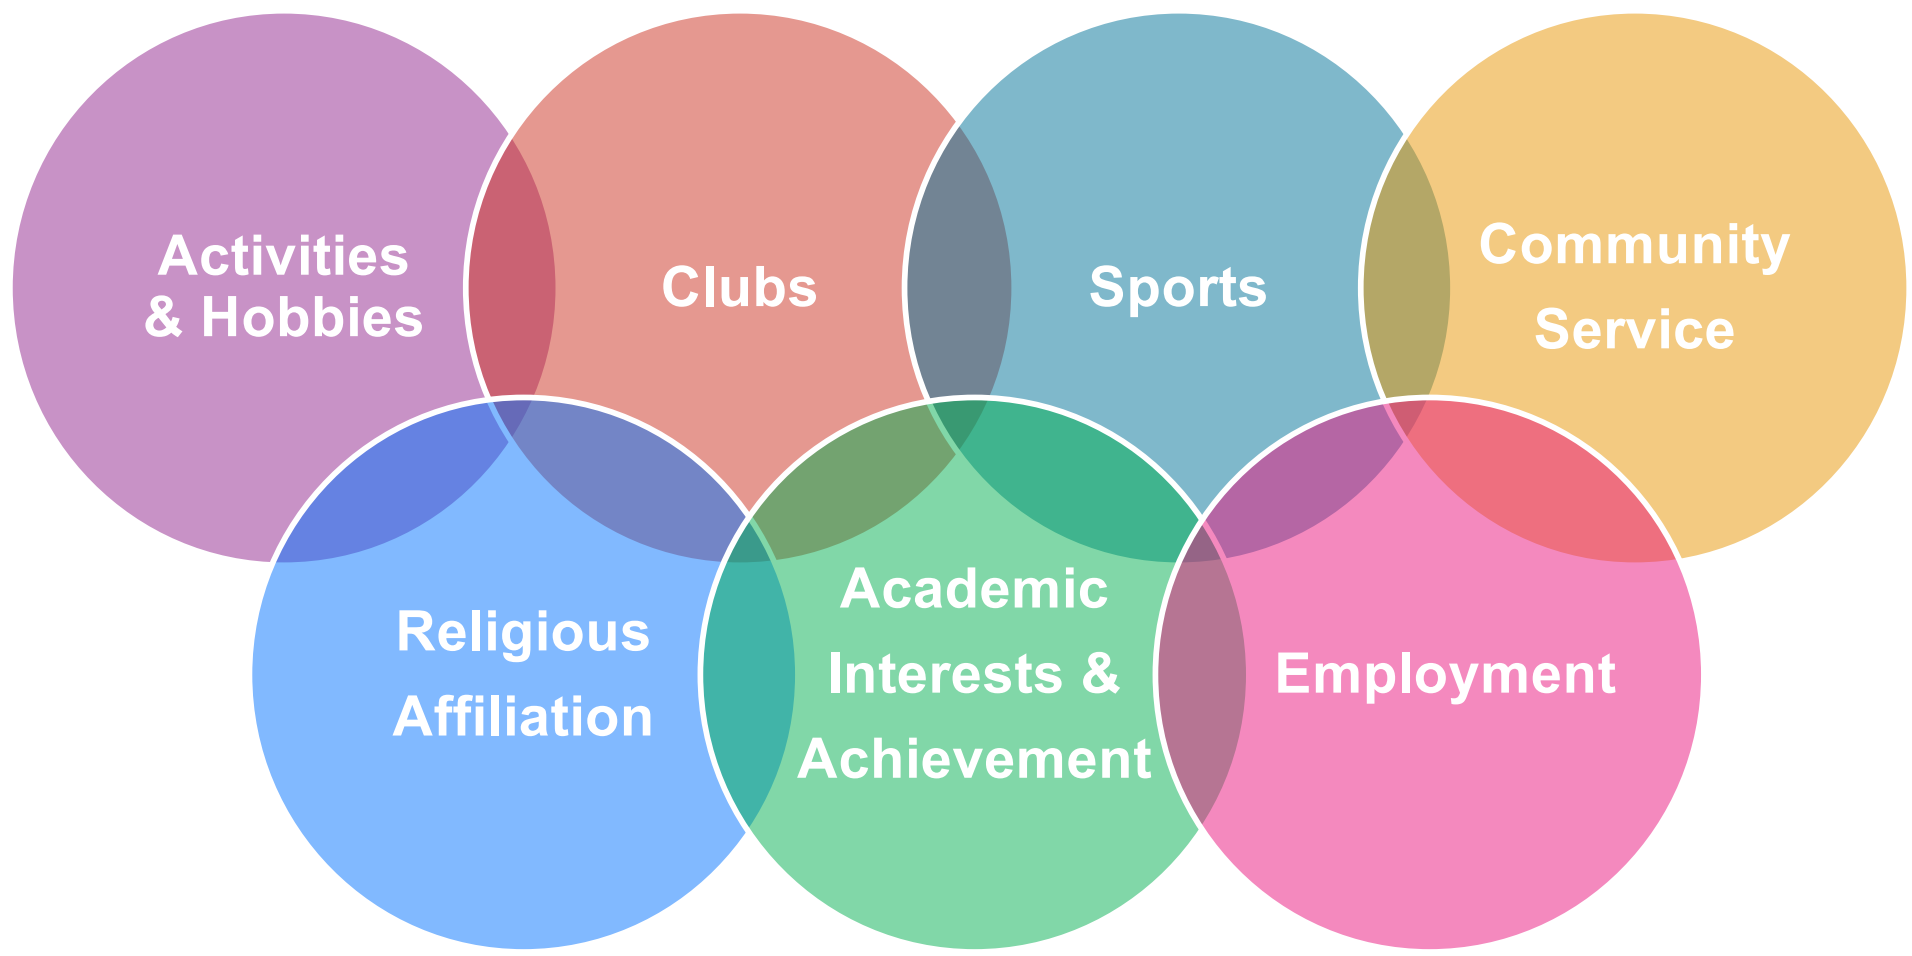 Activities
& Hobbies
Clubs
Sports
Community
Service
Religious
Affiliation
Academic
Interests &
Achievement
Employment